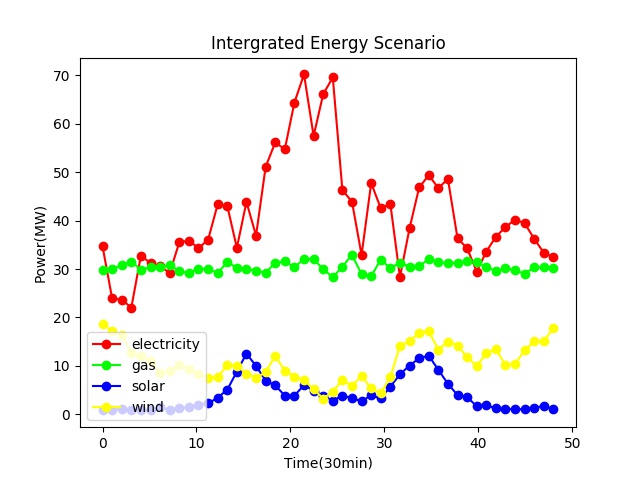 Intergrated Energy Scenario
Power(MW)
70
60
50
40
30
20
10
0
electricity
gas
solar
wind
0 10 20 30 40 50
Time(30min)